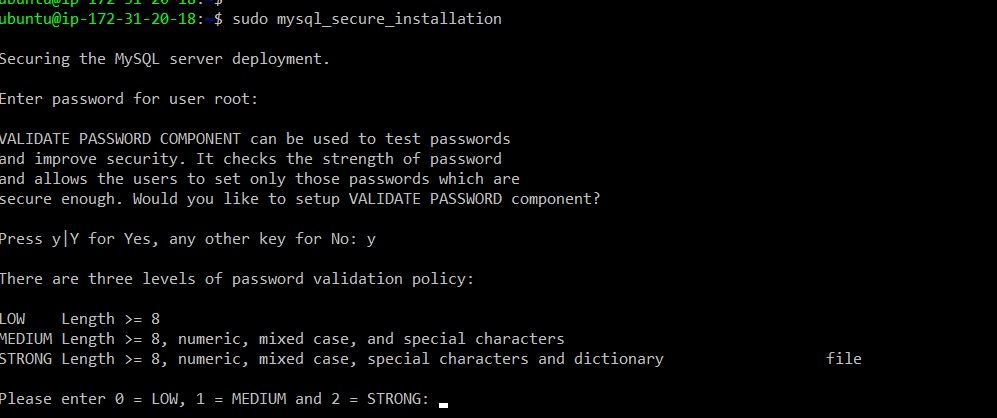 ubuntu@ip-172-31-20-18:~$
ubuntu@ip-172-31-20-18:~$ sudo mysql_secure_installation
Securing the MySQL server deployment.
Enter password for user root:
VALIDATE PASSWORD COMPONENT can be used to test passwords
and improve security. It checks the strength of password
and allows the users to set only those passwords which are
secure enough. Would you like to setup VALIDATE PASSWORD component?
Press y|Y for Yes, any other key for No: y
There are three levels of password validation policy:
LOW    Length >= 8
MEDIUM Length >= 8, numeric, mixed case, and special characters
STRONG Length >= 8, numeric, mixed case, special characters and dictionary                  file
Please enter 0 = LOW, 1 = MEDIUM and 2 = STRONG: